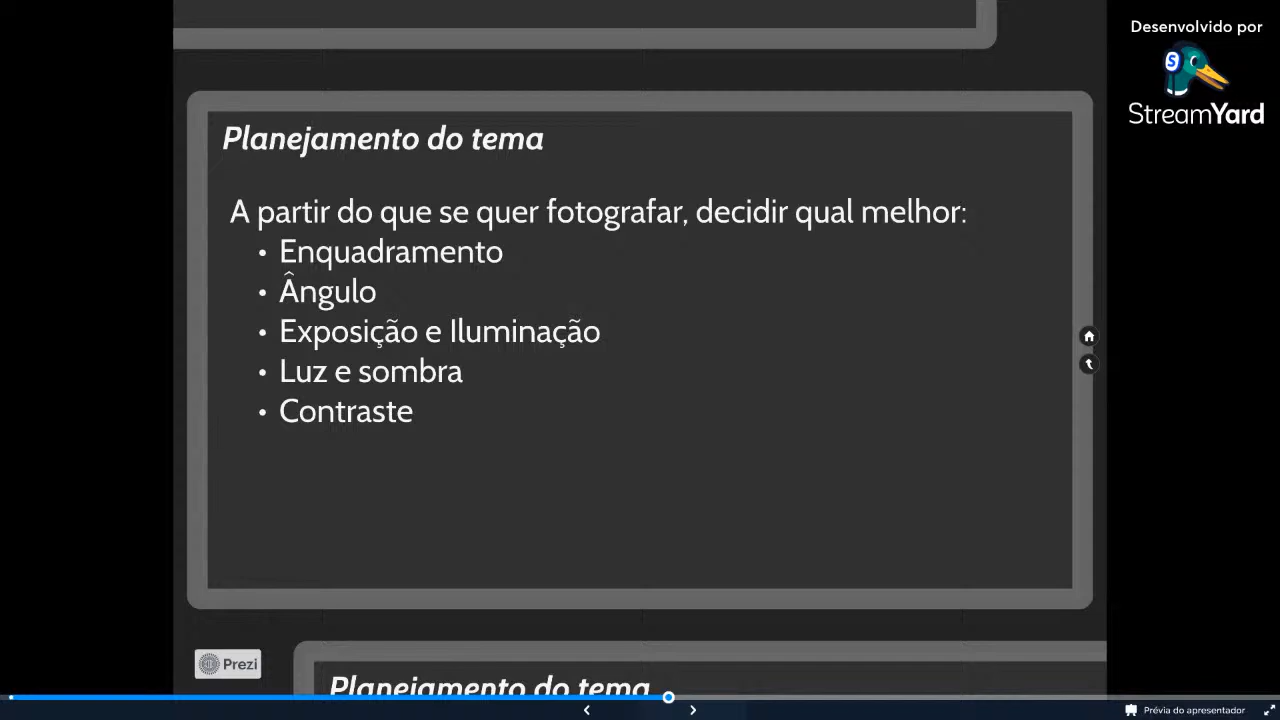 Desenvolvido por
StreamYard
Planejamento do tema
A partir do que se quer fotografar, decidir qual melhor:
• Enquadramento
• Ângulo
• Exposição e Iluminação
• Luz e sombra
• Contraste
Prezi
Planejamento do tema
Prévia do apresentador